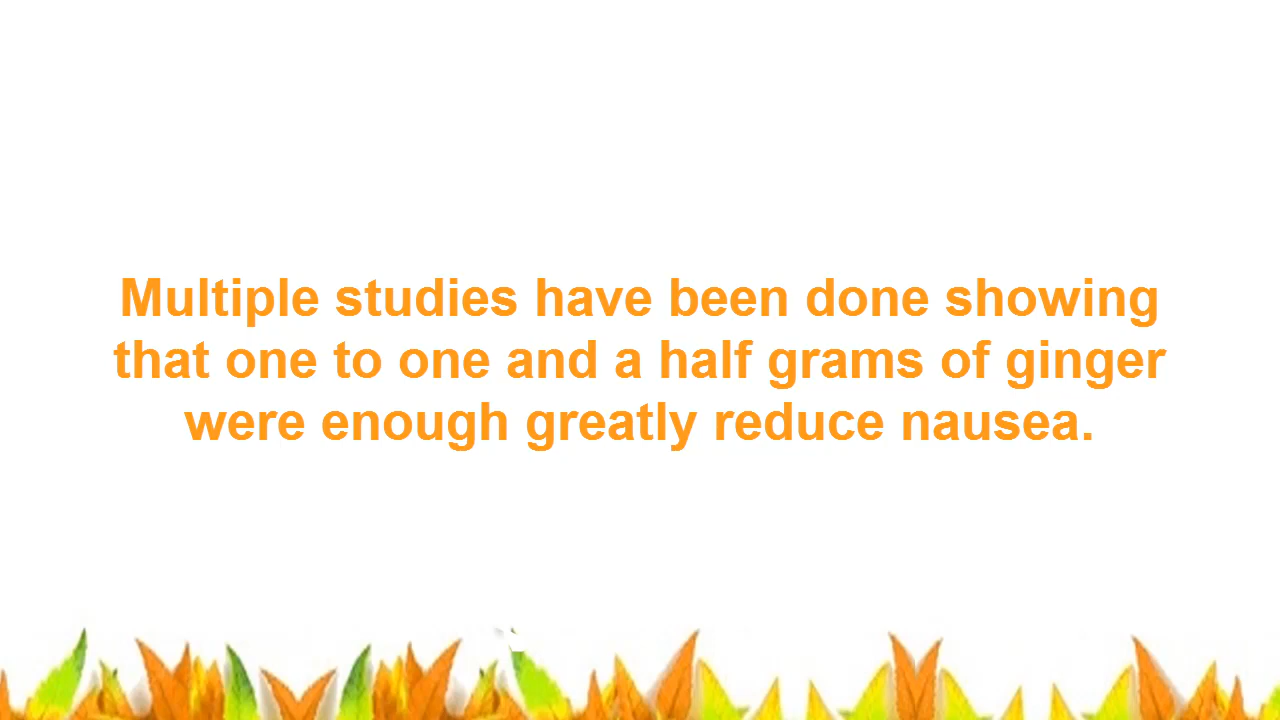 Multiple studies have been done showing
that one to one and a half grams of ginger
were enough greatly reduce nausea.